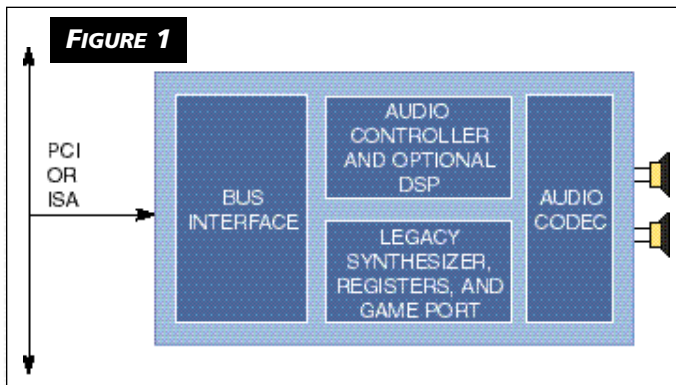 FIGURE 1
PCI
OR
ISA
BUS
INTERFACE
AUDIO
CONTROLLER
AND OPTIONAL
DSP
LEGACY
SYNTHESIZER,
REGISTERS, AND
GAME PORT
AUDIO
CODEC